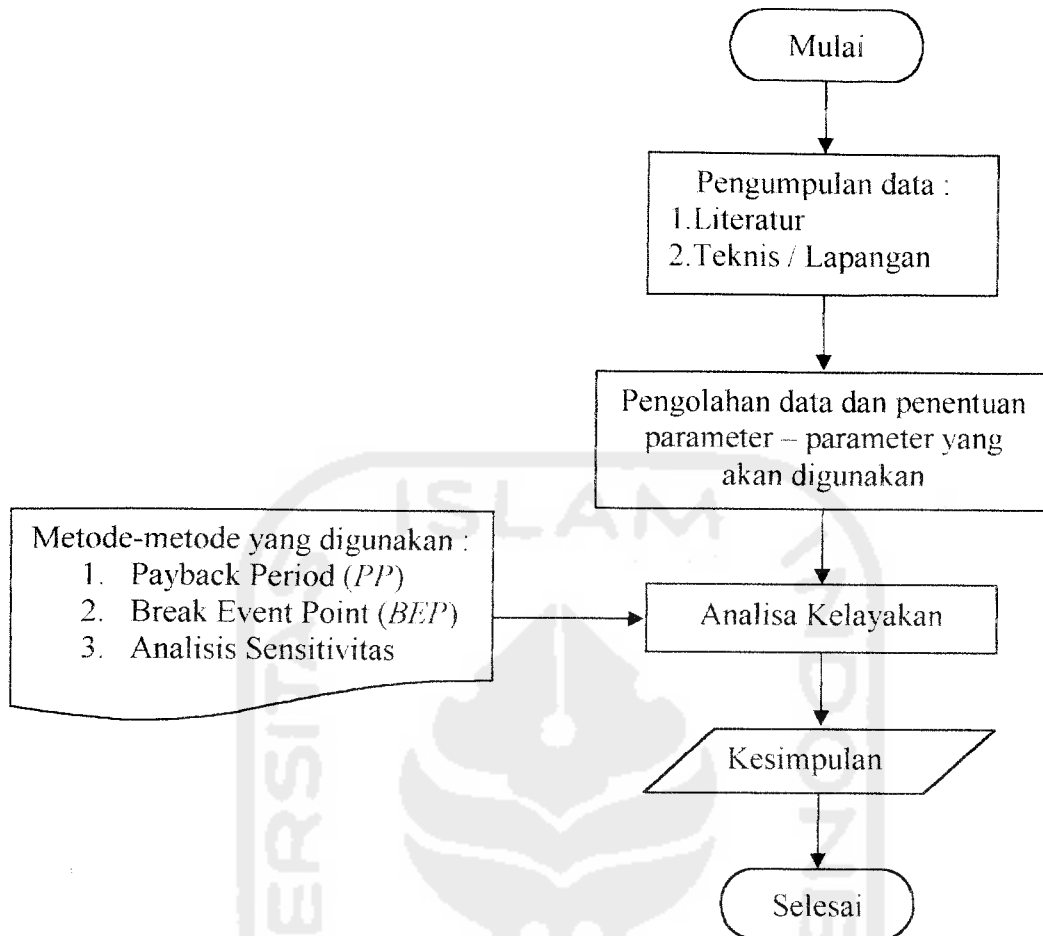 Mulai
Pengumpulan data :
1.Literatur
2.Teknis / Lapangan
Pengolahan data dan penentuan
parameter – parameter yang
akan digunakan
Metode-metode yang digunakan :
1. Payback Period (PP)
2. Break Event Point (BEP)
3. Analisis Sensitivitas
Analisa Kelayakan
Kesimpulan
Selesai
ISLAM